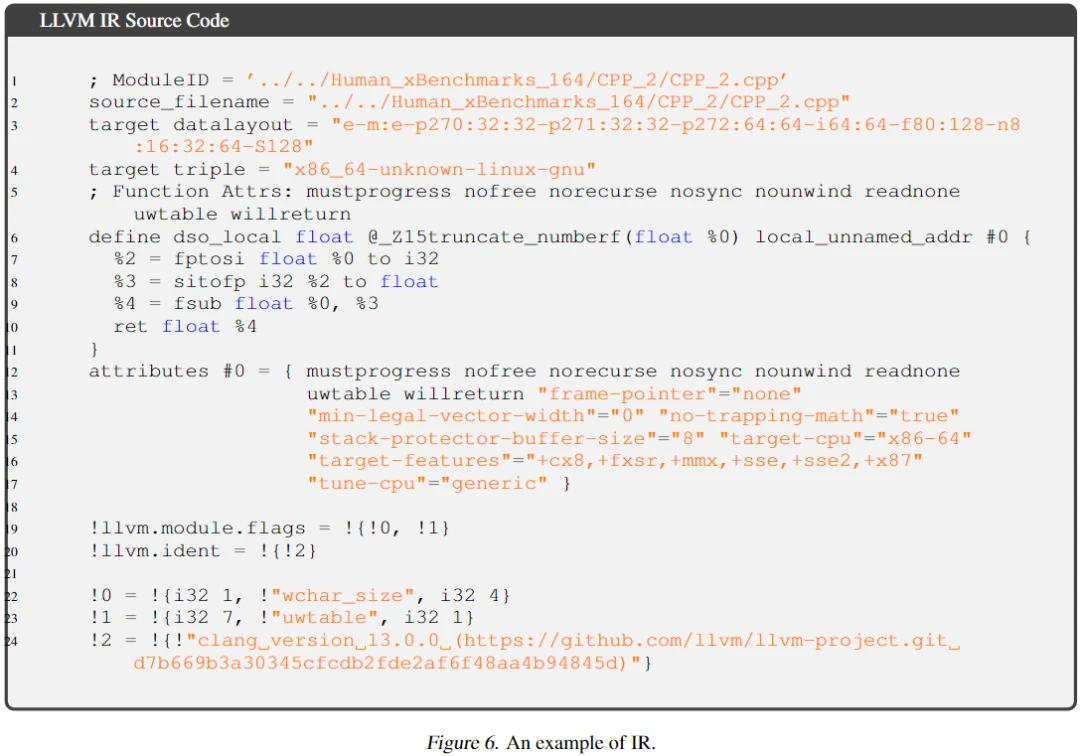 LLVM IR Source Code
1 ; ModuleID = '../../Human_xBenchmarks_164/CPP_2/CPP_2.cpp'
2 source_filename = "../../Human_xBenchmarks_164/CPP_2/CPP_2.cpp"
3 target datalayout = "e-m:e-p270:32:32-p271:32:32-p272:64:64-i64:64-f80:128-n8
:16:32:64-S128"
4 target triple = "x86_64-unknown-linux-gnu"
5 ; Function Attrs: mustprogress nofree norecurse nosync nounwind readnone
uwtable willreturn
6 define dso_local float @_Z15truncate_numberf(float %0) local_unnamed_addr #0 {
7 %2 = fptosi float %0 to i32
8 %3 = sitofp i32 %2 to float
9 %4 = fsub float %0, %3
10 ret float %4
11 }
12 attributes #0 = { mustprogress nofree norecurse nosync nounwind readnone
13 uwtable willreturn "frame-pointer"="none"
14 "min-legal-vector-width"="0" "no-trapping-math"="true"
15 "stack-protector-buffer-size"="8" "target-cpu"="x86-64"
16 "target-features"="+cx8,+fxsr,+mmx,+sse,+sse2,+x87"
17 "tune-cpu"="generic" }
18
19 !llvm.module.flags = !{!0, !1}
20 !llvm.ident = !{!2}
21
22 !0 = !{i32 1, !"wchar_size", i32 4}
23 !1 = !{i32 7, !"uwtable", i32 1}
24 !2 = !{!"clang␣version␣13.0.0␣(https://github.com/llvm/llvm-project.git␣
d7b669b3a30345cfcdb2fde2af6f48aa4b94845d)"}
Figure 6. An example of IR.